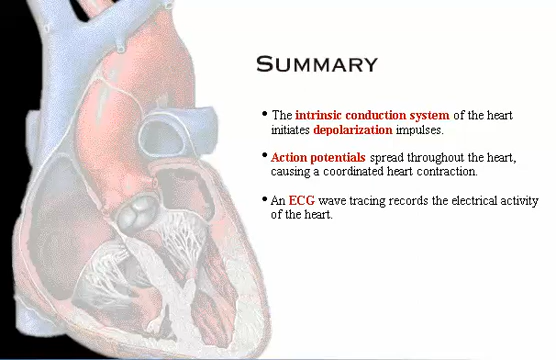 SUMMARY
• The intrinsic conduction system of the heart
initiates depolarization impulses.
• Action potentials spread throughout the heart,
causing a coordinated heart contraction.
• An ECG wave tracing records the electrical activity
of the heart.